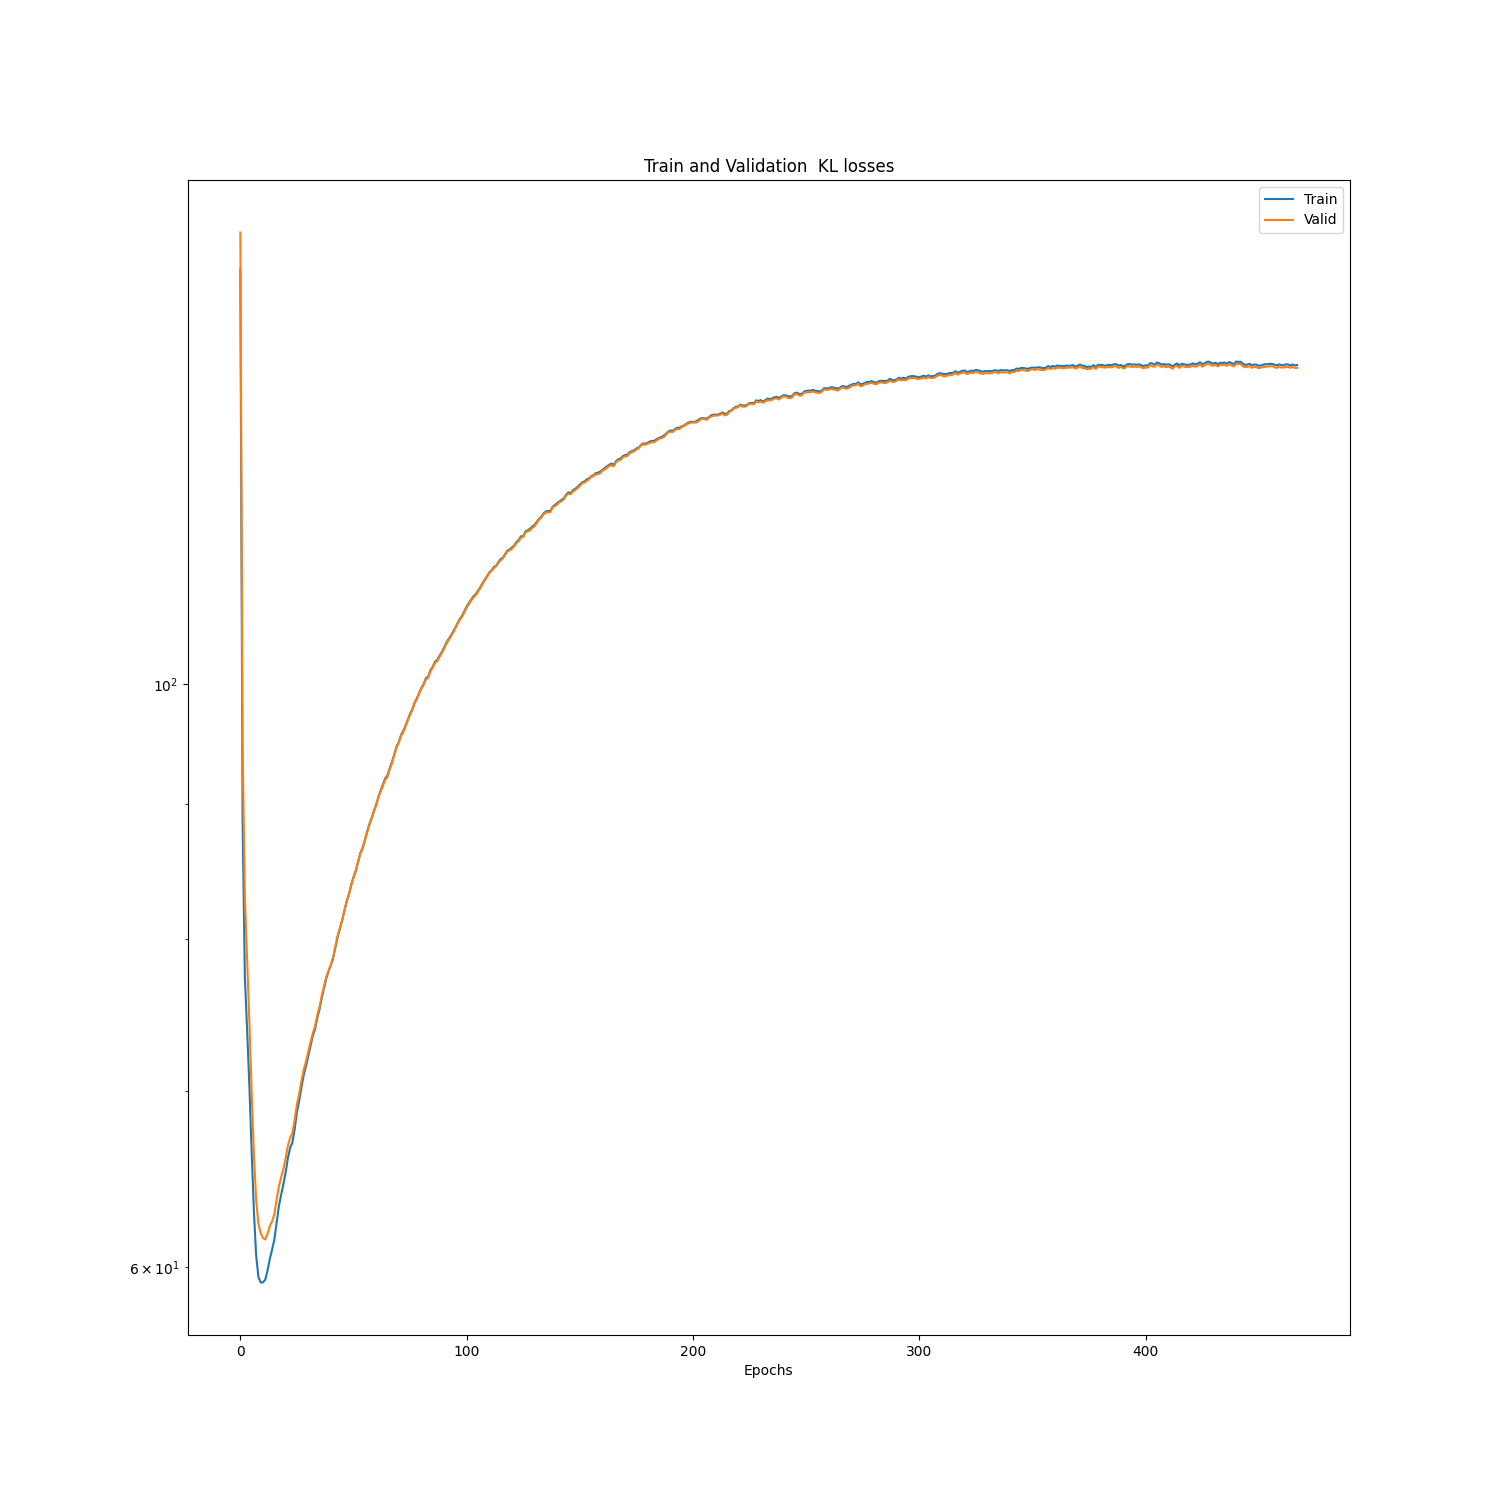 Train and Validation  KL losses
Train
Valid
10²
6 × 10¹
0 100 200 300 400
Epochs